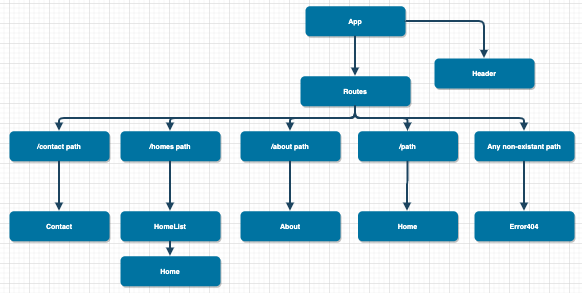 App
Header
Routes
/contact path
/homes path
/about path
/path
Any non-existant path
Contact
HomeList
About
Home
Error404
Home